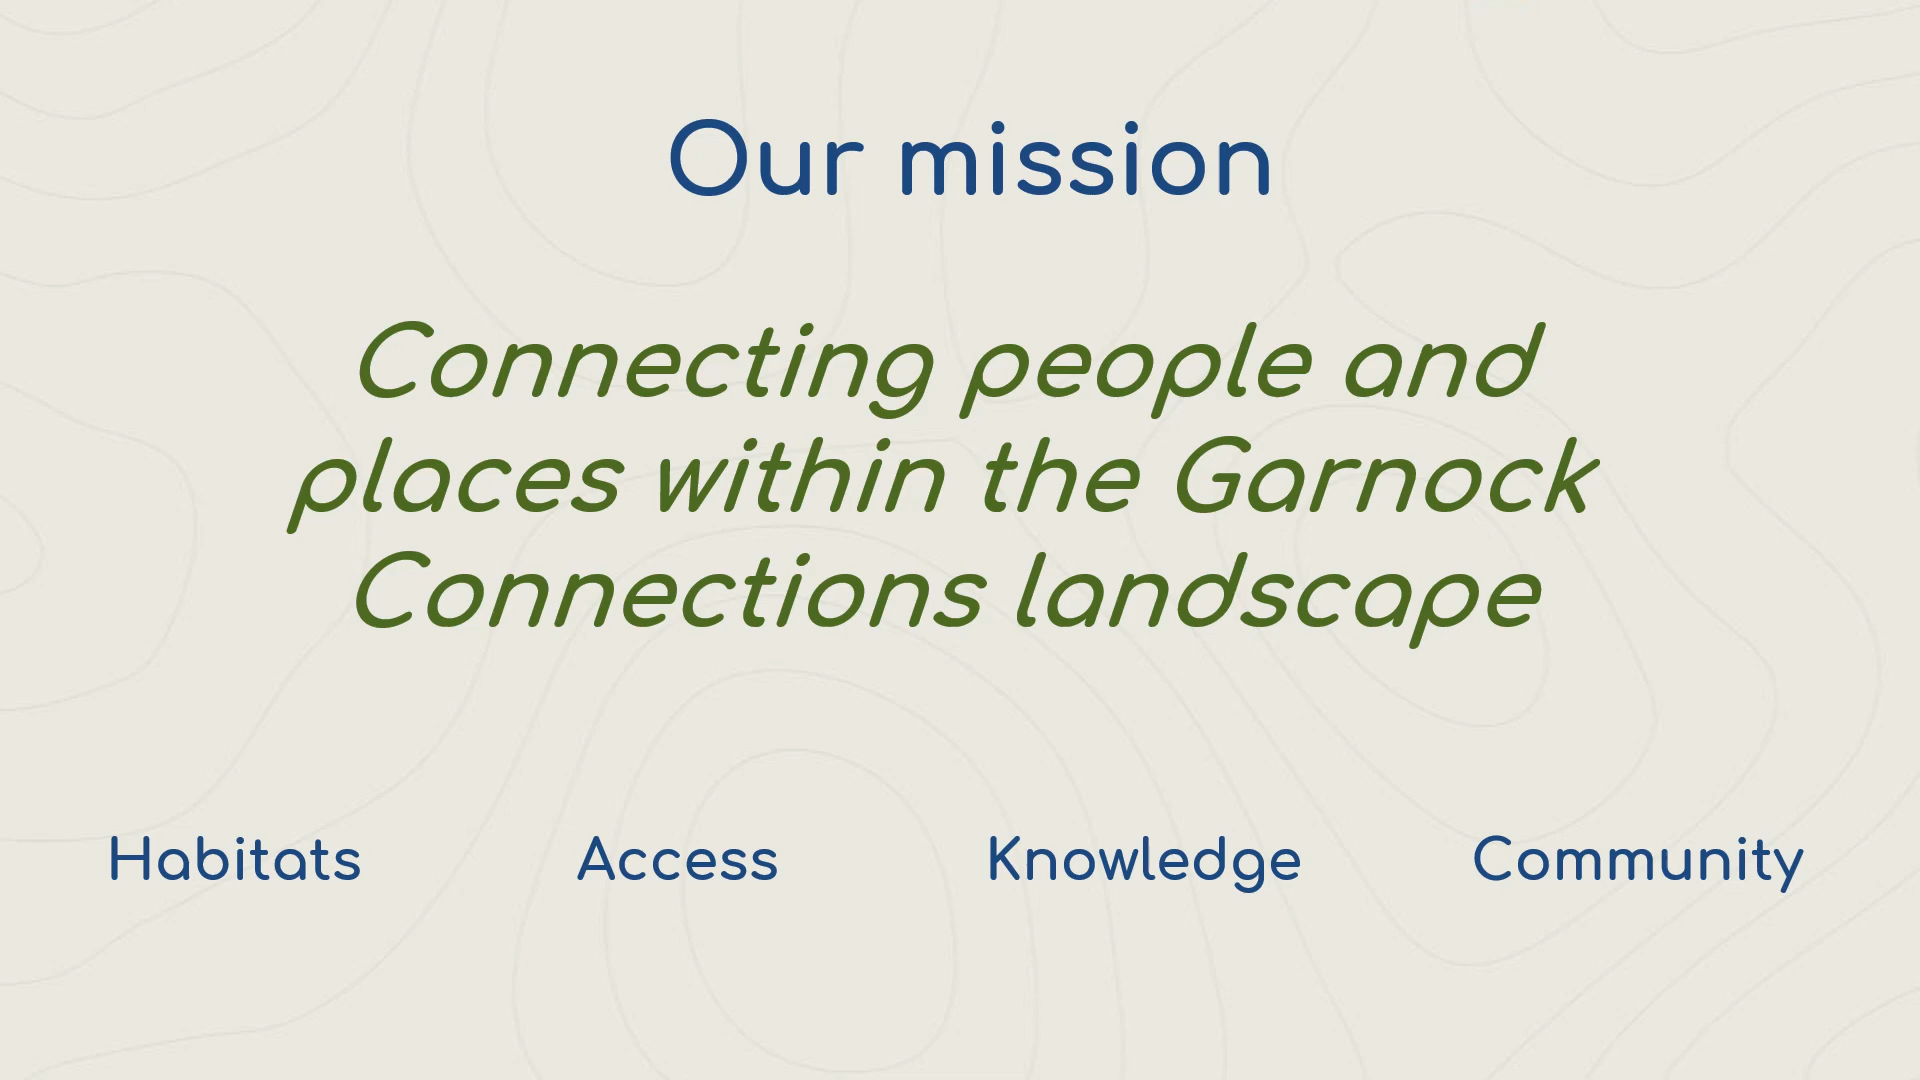 Our mission
Connecting people and
places within the Garnock
Connections landscape
Habitats Access Knowledge Community